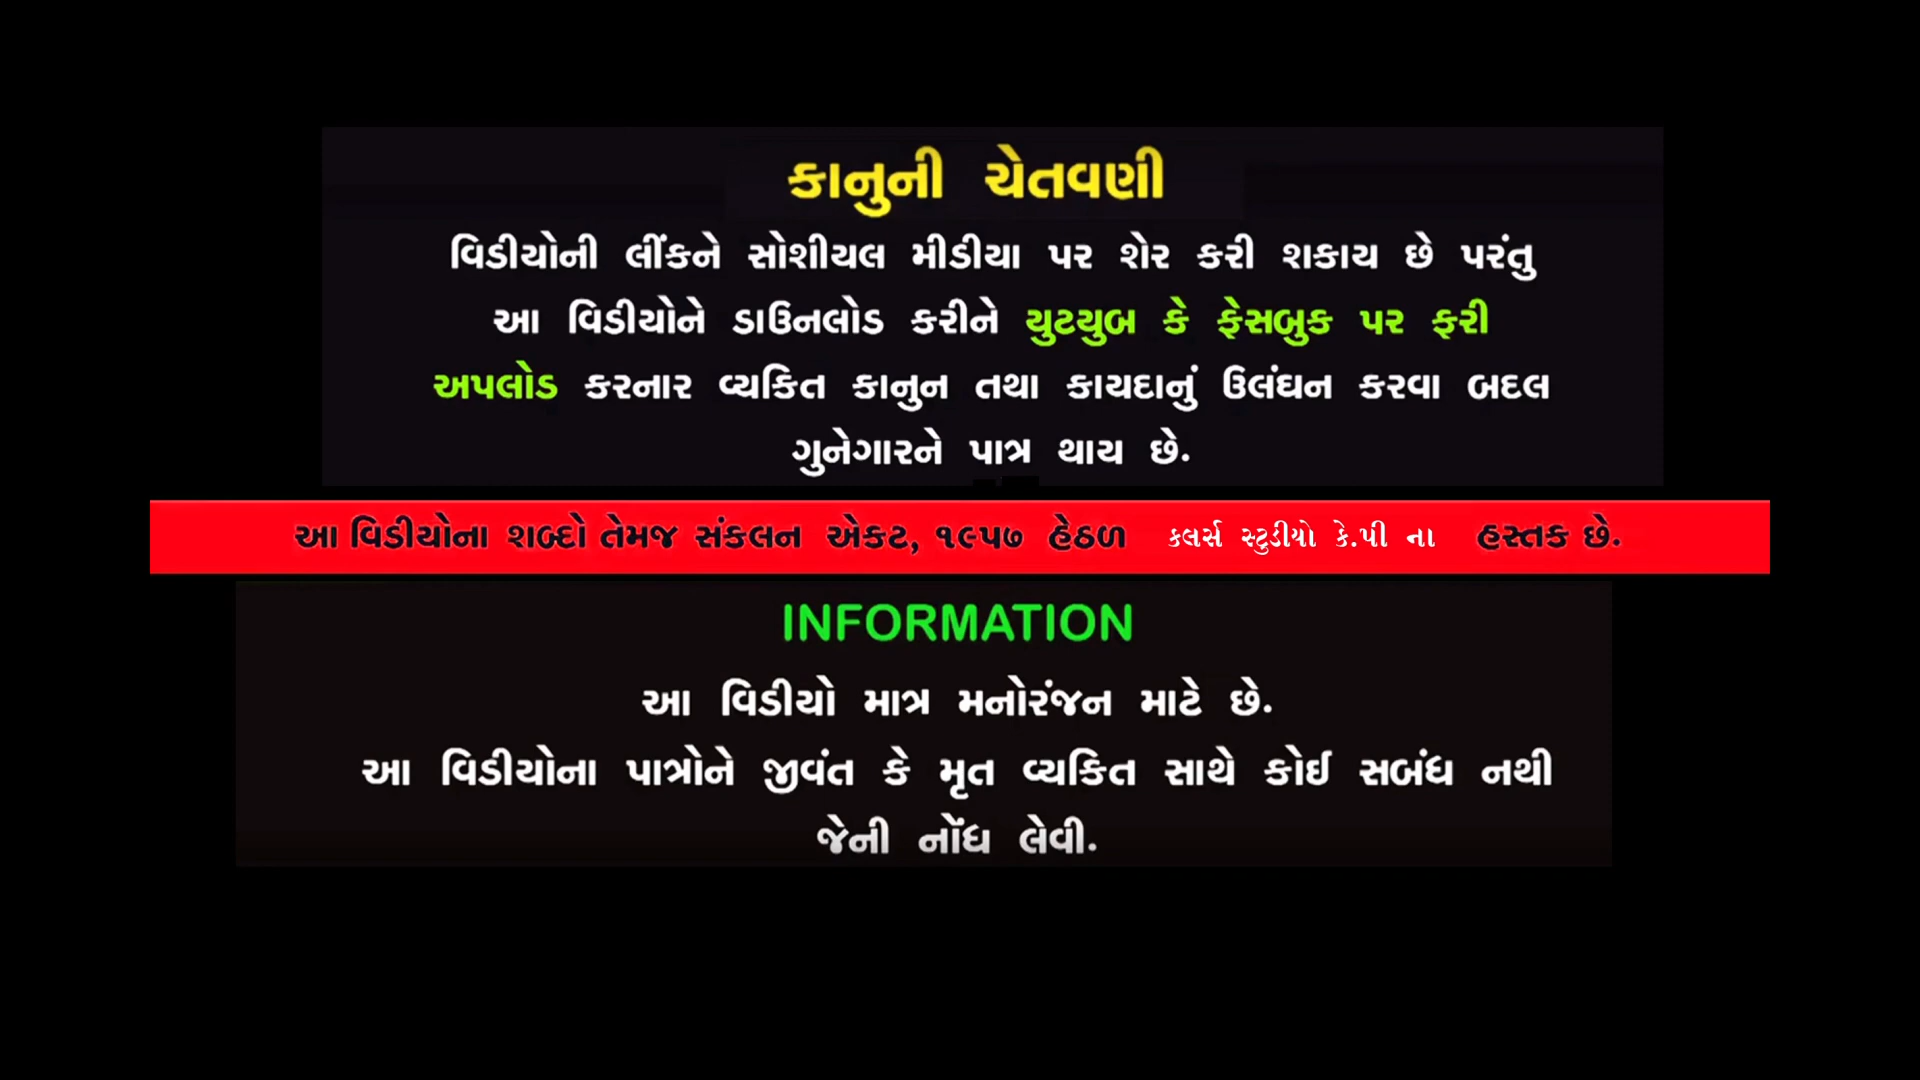 કાનુની ચેતવણી
વિડીયોની લીંકને સોશીયલ મીડીયા પર શેર કરી શકાય છે પરંતુ
આ વિડીયોને ડાઉનલોડ કરીને યુટયુબ કે ફેસબુક પર ફરી
અપલોડ કરનાર વ્યકિત કાનુન તથા કાયદાનું ઉલંઘન કરવા બદલ
ગુનેગારને પાત્ર થાય છે.
આ વિડીયોના શબ્દો તેમજ સંકલન એકટ, ૧૯૫૭ હેઠળ કલર્સ સ્ટુડીયો કે.પી ના હસ્તક છે.
INFORMATION
આ વિડીયો માત્ર મનોરંજન માટે છે.
આ વિડીયોના પાત્રોને જીવંત કે મૃત વ્યકિત સાથે કોઈ સબંધ નથી
જેની નોંધ લેવી.